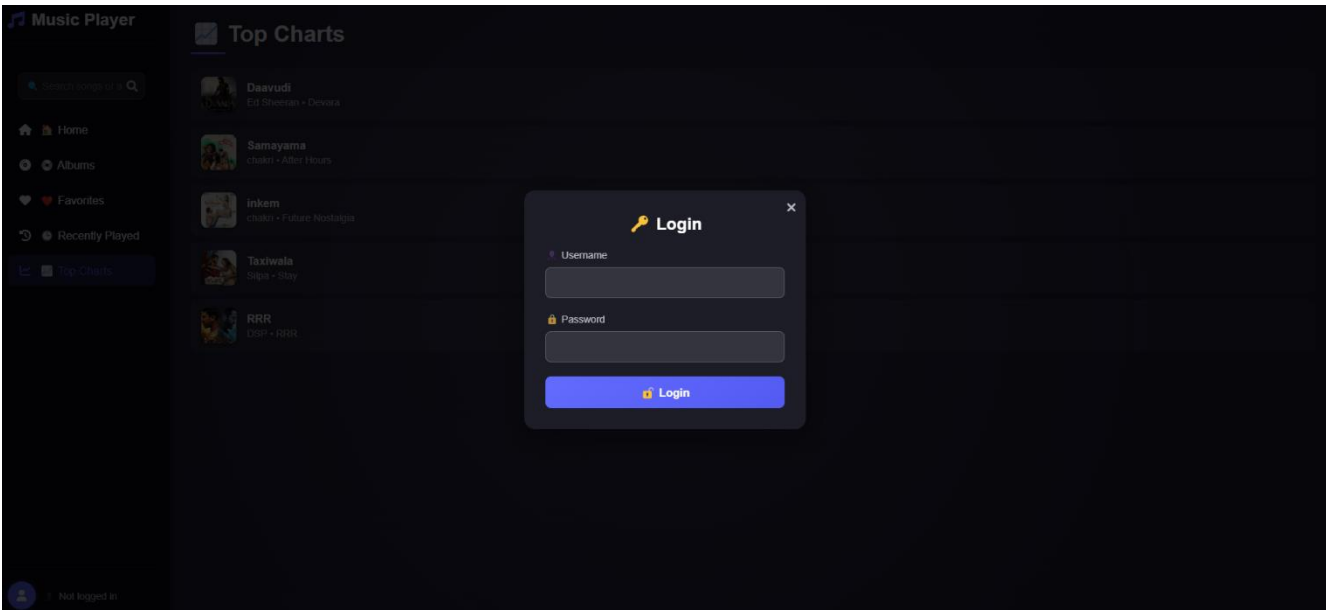 Music Player
Top Charts
Search songs or a
Home
Albums
Favorites
Recently Played
Top Charts
Daavudi
Ed Sheeran • Devara
Samayama
chakri • After Hours
inkem
chakri • Future Nostalgia
Taxiwala
Silpa • Stay
RRR
DSP • RRR
Login
×
Username
Password
Login
Not logged in